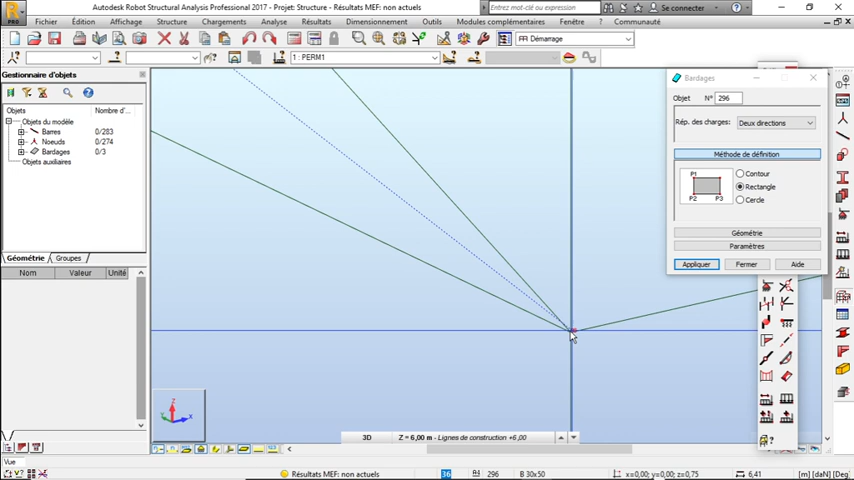 Autodesk Robot Structural Analysis Professional 2017 - Projet: Structure - Résultats MEF: non actuels
Entrez mot-clé ou expression
Se connecter
PRO
Fichier Edition Affichage Structure Chargements Analyse Résultats Dimensionnement Outils Modules complémentaires Fenêtre ? Communauté
Démarrage
1 : PERM1
Gestionnaire d'objets
Objets Nombre d'...
Objets du modèle
Barres 0/283
Noeuds 0/274
Bardages 0/3
Objets auxiliaires
Géométrie Groupes
Nom Valeur Unité
Bardages
Objet N° 296
Rép. des charges: Deux directions
Méthode de définition
P1
P2 P3
Contour
Rectangle
Cercle
Géométrie
Paramètres
Appliquer Fermer Aide
Z
Y X
3D Z = 6,00 m - Lignes de construction +6,00
Vue
Résultats MEF: non actuels 36 296 B 30x50 x=0,00; y=0,00; z=0,75 6,41 [m] [daN] [Deg]